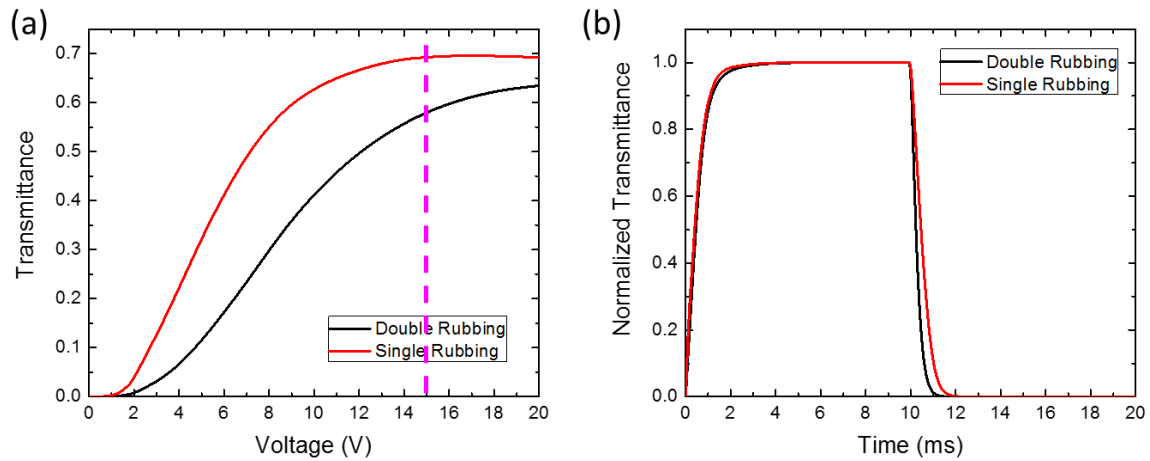 (a)
Transmittance
0.7
0.6
0.5
0.4
0.3
0.2
0.1
0.0
Double Rubbing
Single Rubbing
0 2 4 6 8 10 12 14 16 18 20
Voltage (V)
(b)
Normalized Transmittance
1.0
0.8
0.6
0.4
0.2
0.0
Double Rubbing
Single Rubbing
0 2 4 6 8 10 12 14 16 18 20
Time (ms)